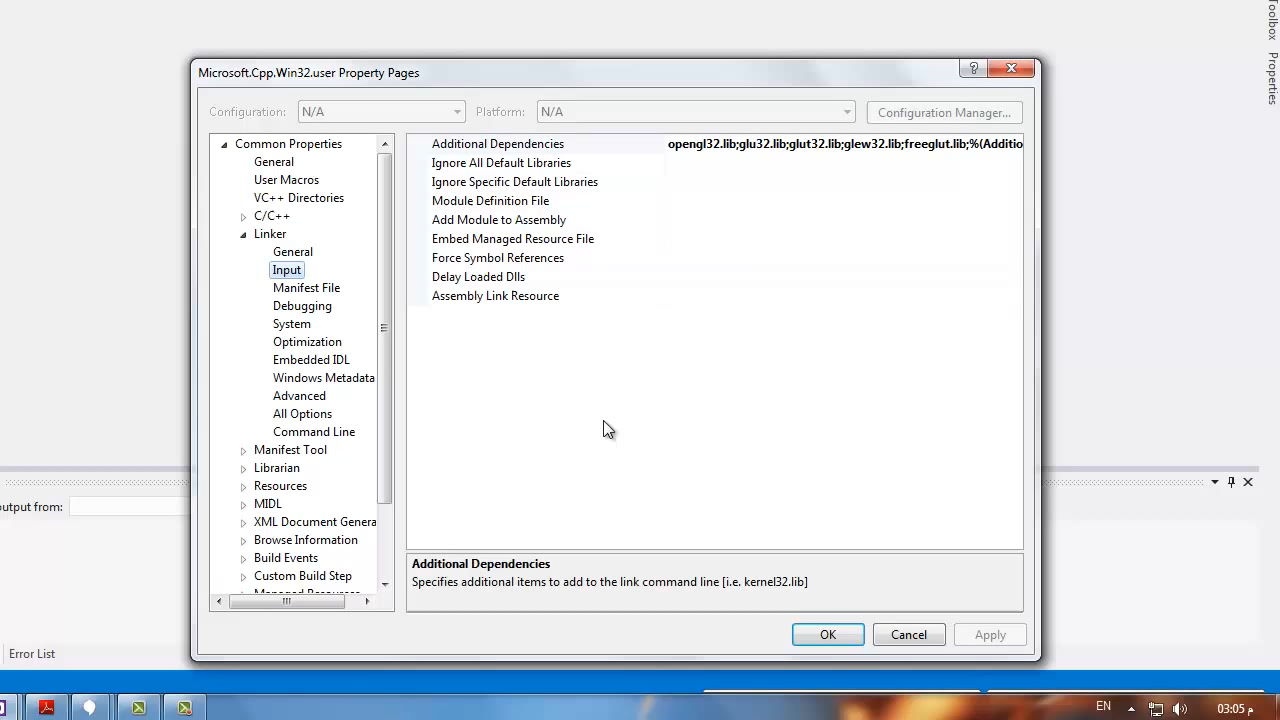 Toolbox
Properties
Microsoft.Cpp.Win32.user Property Pages
?
Configuration:
N/A
Platform:
N/A
Configuration Manager...
Common Properties
General
User Macros
VC++ Directories
C/C++
Linker
General
Input
Manifest File
Debugging
System
Optimization
Embedded IDL
Windows Metadata
Advanced
All Options
Command Line
Manifest Tool
Librarian
Resources
MIDL
XML Document Genera
Browse Information
Build Events
Custom Build Step
Additional Dependencies
opengl32.lib;glu32.lib;glut32.lib;glew32.lib;freeglut.lib;%(Additio
Ignore All Default Libraries
Ignore Specific Default Libraries
Module Definition File
Add Module to Assembly
Embed Managed Resource File
Force Symbol References
Delay Loaded Dlls
Assembly Link Resource
Additional Dependencies
Specifies additional items to add to the link command line [i.e. kernel32.lib]
OK
Cancel
Apply
output from:
Error List
EN
03:05 م